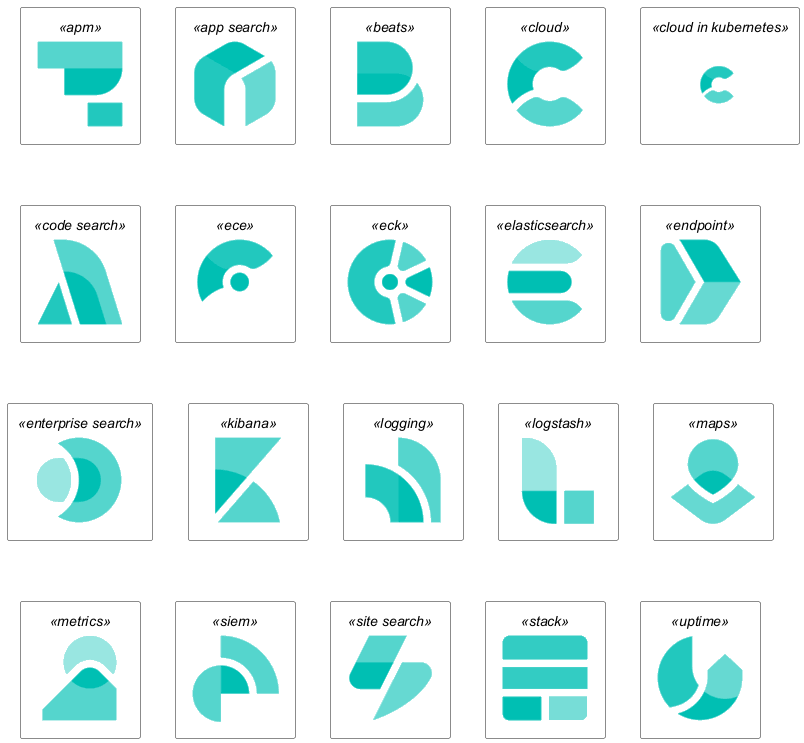 «apm»
«app search»
«beats»
«cloud»
«cloud in kubernetes»
«code search»
«ece»
«eck»
«elasticsearch»
«endpoint»
«enterprise search»
«kibana»
«logging»
«logstash»
«maps»
«metrics»
«siem»
«site search»
«stack»
«uptime»